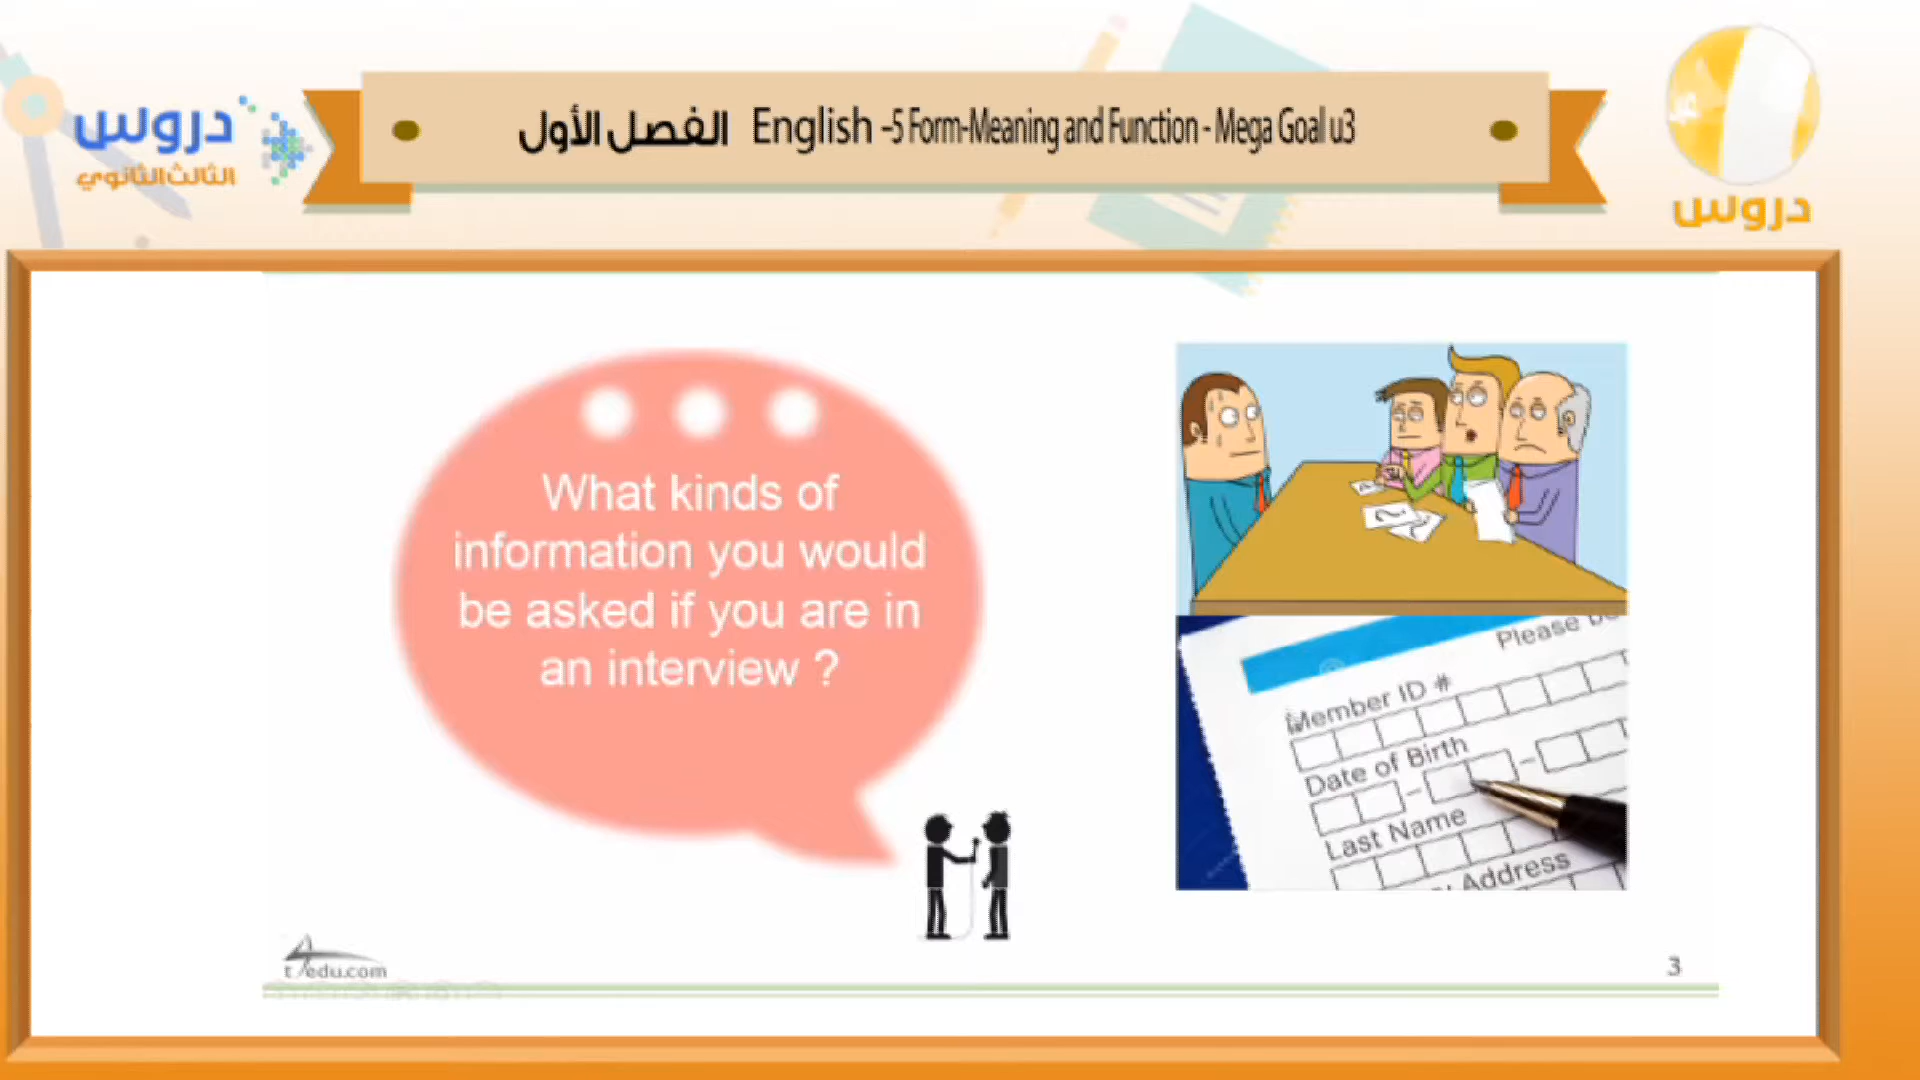 الفصل الأول English -5 Form-Meaning and Function - Mega Goal u3
دروس
الثالث الثانوي
دروس
What kinds of
information you would
be asked if you are in
an interview ?
Please
Member ID #
Date of Birth
Last Name
Address
t4edu.com
3